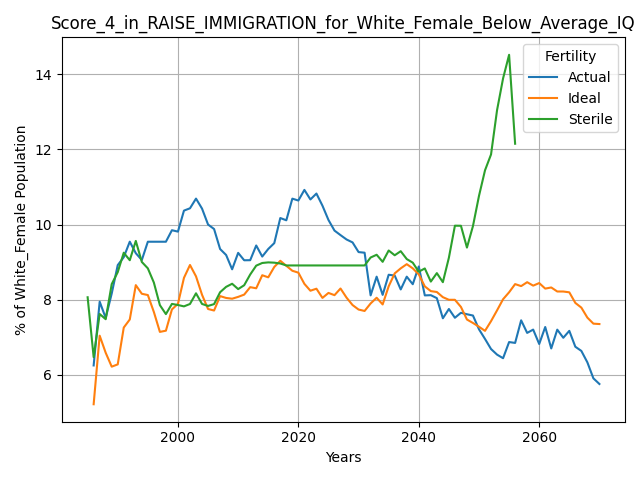 Score_4_in_RAISE_IMMIGRATION_for_White_Female_Below_Average_IQ
Fertility
Actual
Ideal
Sterile
% of White_Female Population
14
12
10
8
6
2000 2020 2040 2060
Years